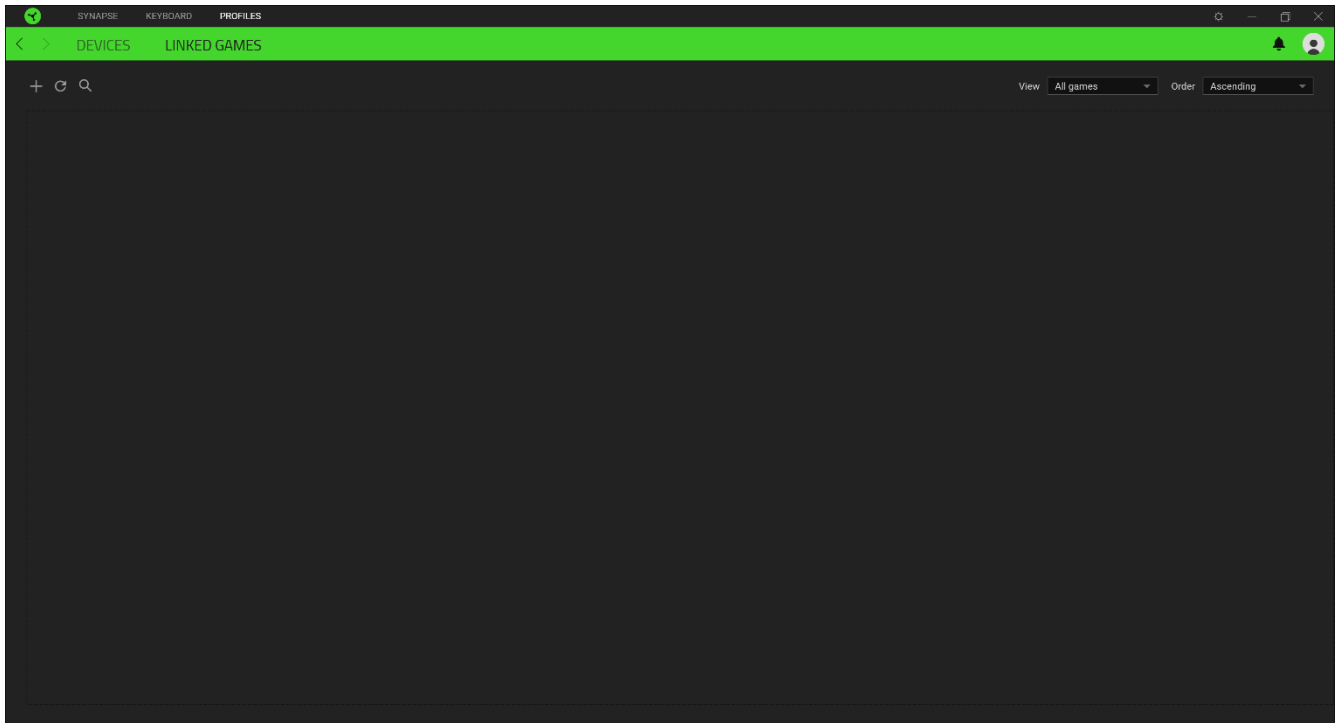 SYNAPSE KEYBOARD PROFILES
DEVICES LINKED GAMES
View All games Order Ascending